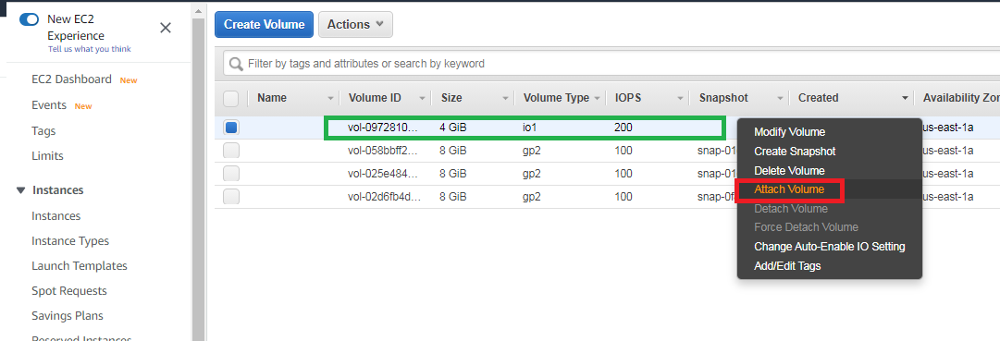 New EC2
Experience
Tell us what you think
EC2 Dashboard New
Events New
Tags
Limits
Instances
Instances
Instance Types
Launch Templates
Spot Requests
Savings Plans
Reserved Instances
Create Volume Actions
Filter by tags and attributes or search by keyword
Name Volume ID Size Volume Type IOPS Snapshot Created Availability Zon
vol-0972810... 4 GiB io1 200 us-east-1a
vol-058bbff2... 8 GiB gp2 100 snap-01 us-east-1a
vol-025e484... 8 GiB gp2 100 snap-01 us-east-1a
vol-02d6fb4d... 8 GiB gp2 100 snap-0f us-east-1a
Modify Volume
Create Snapshot
Delete Volume
Attach Volume
Detach Volume
Force Detach Volume
Change Auto-Enable IO Setting
Add/Edit Tags